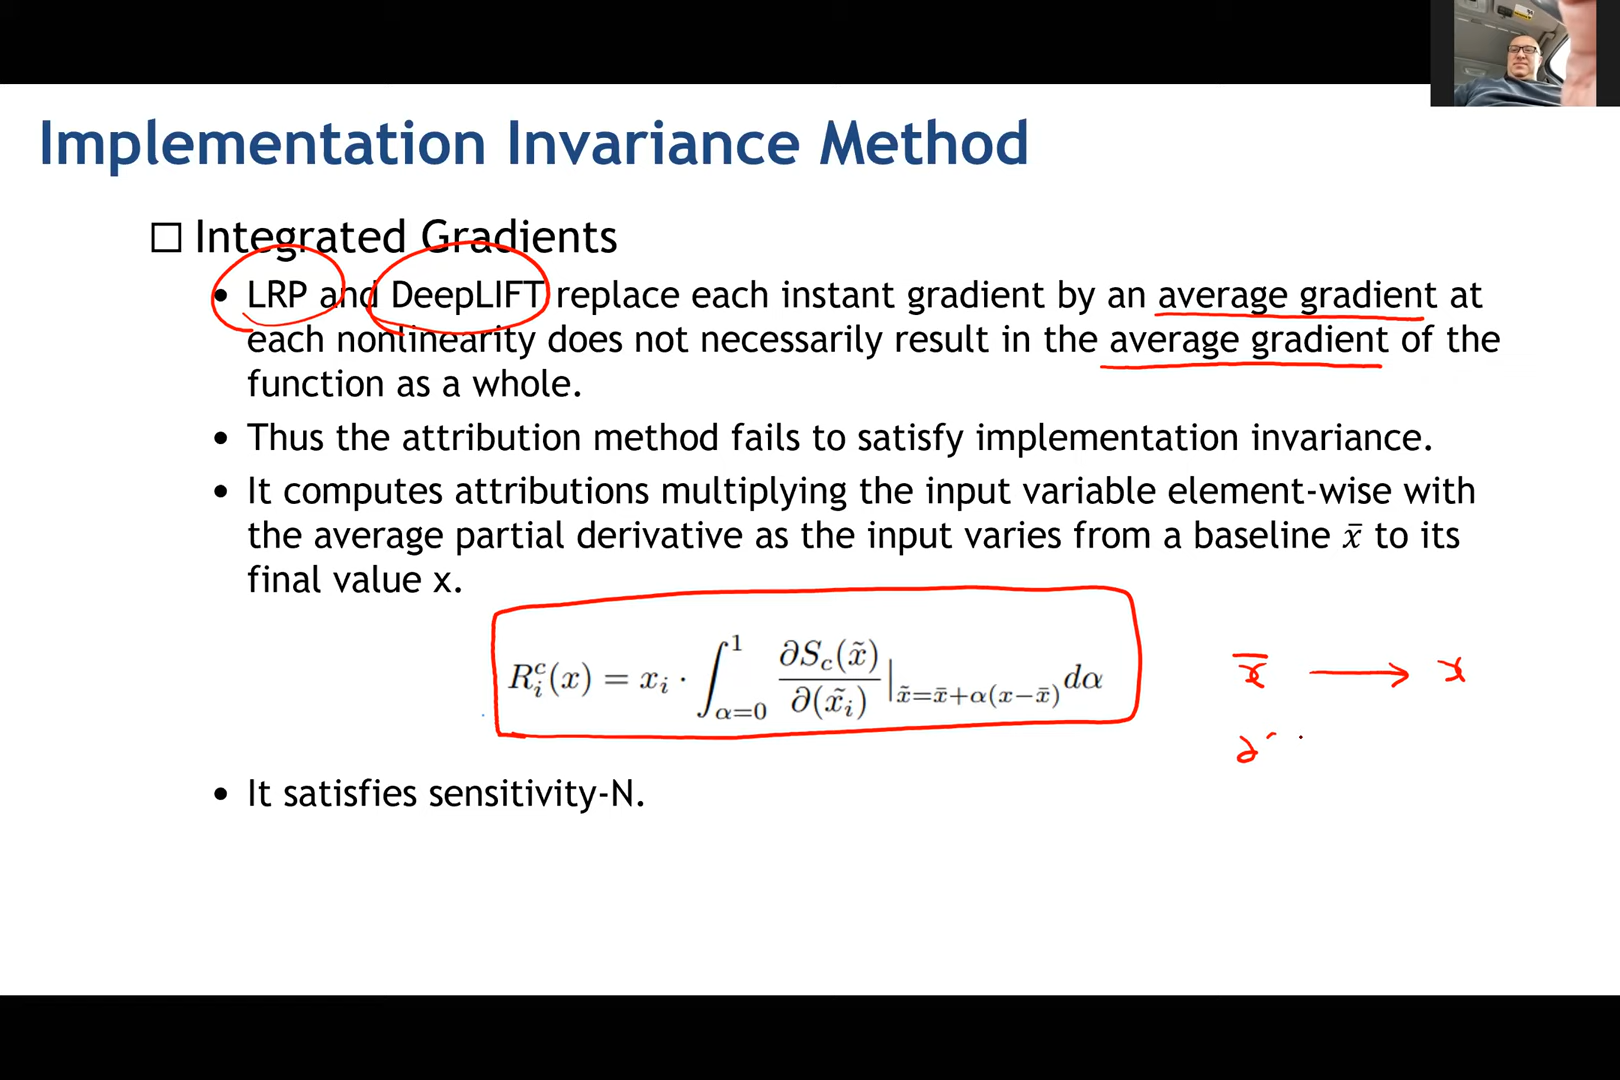 Implementation Invariance Method
□ Integrated Gradients
• LRP and DeepLIFT replace each instant gradient by an average gradient at
each nonlinearity does not necessarily result in the average gradient of the
function as a whole.
• Thus the attribution method fails to satisfy implementation invariance.
• It computes attributions multiplying the input variable element-wise with
the average partial derivative as the input varies from a baseline x̄ to its
final value x.
R_i^c(x) = x_i · ∫_{α=0}^{1} ∂S_c(x̃)/∂(x̃_i) |_{x̃=x̄+α(x−x̄)} dα
x̄ → x
• It satisfies sensitivity-N.